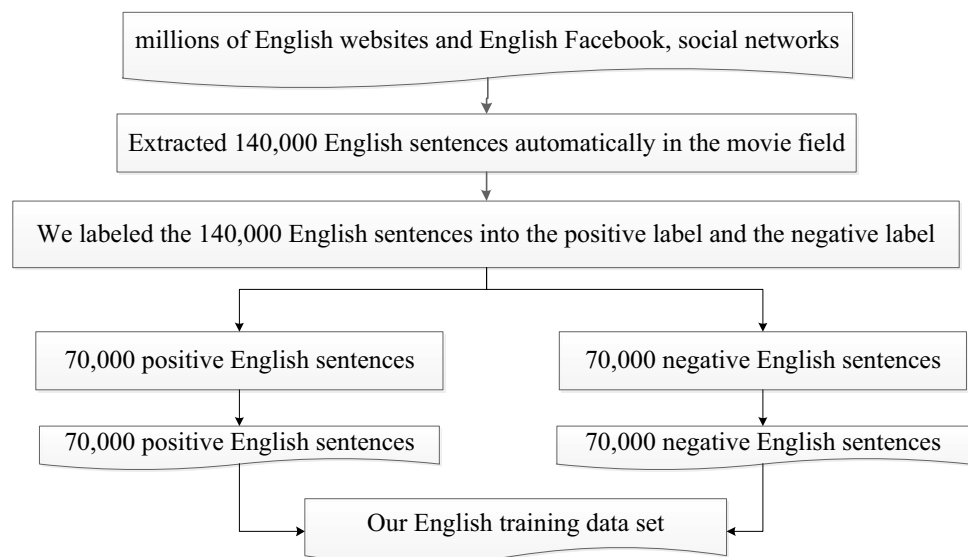 millions of English websites and English Facebook, social networks
Extracted 140,000 English sentences automatically in the movie field
We labeled the 140,000 English sentences into the positive label and the negative label
70,000 positive English sentences
70,000 negative English sentences
70,000 positive English sentences
70,000 negative English sentences
Our English training data set